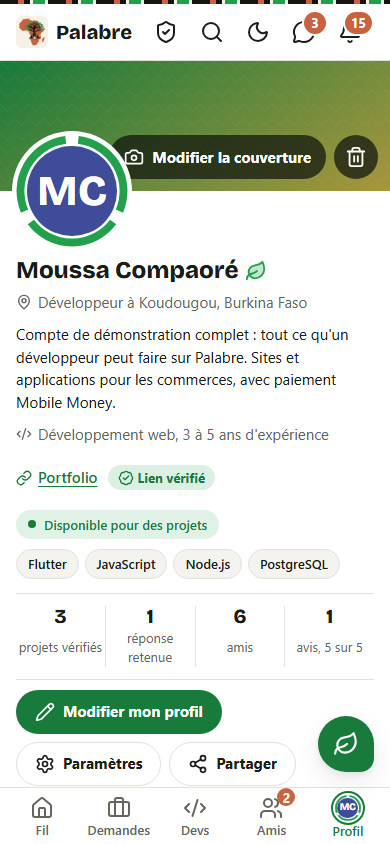 Palabre
3
15
Modifier la couverture
MC
Moussa Compaoré
Développeur à Koudougou, Burkina Faso
Compte de démonstration complet : tout ce qu'un
développeur peut faire sur Palabre. Sites et
applications pour les commerces, avec paiement
Mobile Money.
Développement web, 3 à 5 ans d'expérience
Portfolio
Lien vérifié
Disponible pour des projets
Flutter
JavaScript
Node.js
PostgreSQL
3
projets vérifiés
1
réponse
retenue
6
amis
1
avis, 5 sur 5
Modifier mon profil
Paramètres
Partager
Fil
Demandes
Devs
2
Amis
MC
Profil